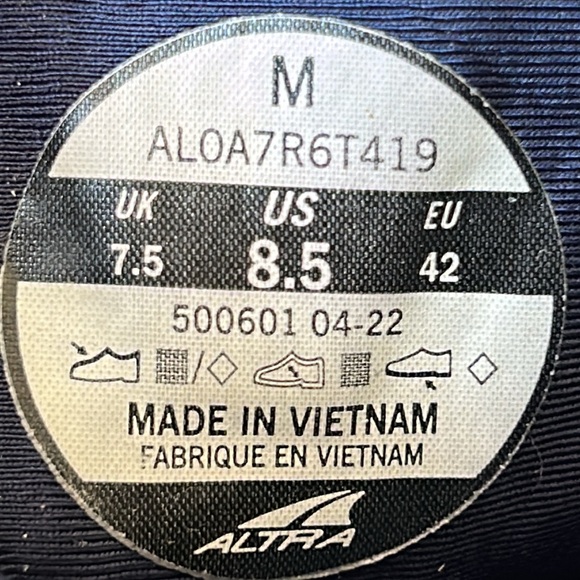 M
AL0A7R6T419
UK US EU
7.5 8.5 42
500601 04-22
/
MADE IN VIETNAM
FABRIQUE EN VIETNAM
ALTRA